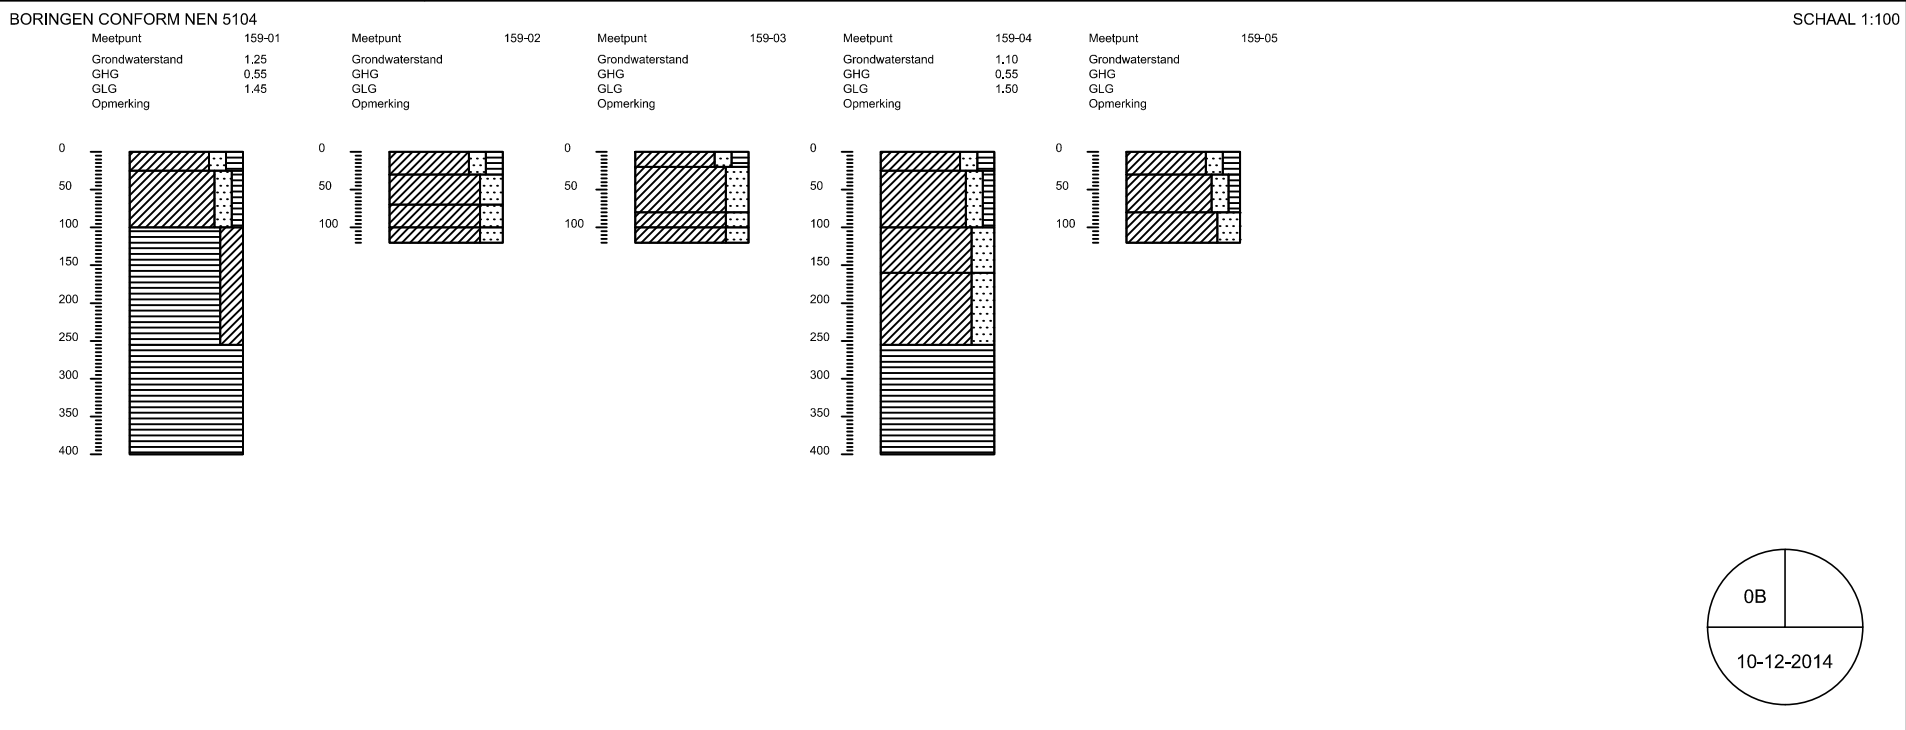 BORINGEN CONFORM NEN 5104 SCHAAL 1:100
Meetpunt 159-01 Meetpunt 159-02 Meetpunt 159-03 Meetpunt 159-04 Meetpunt 159-05
Grondwaterstand 1.25 Grondwaterstand Grondwaterstand Grondwaterstand 1.10 Grondwaterstand
GHG 0.55 GHG GHG GHG 0.55 GHG
GLG 1.45 GLG GLG GLG 1.50 GLG
Opmerking Opmerking Opmerking Opmerking Opmerking
0 0 0 0 0
50 50 50 50 50
100 100 100 100 100
150 150
200 200
250 250
300 300
350 350
400 400
0B
10-12-2014